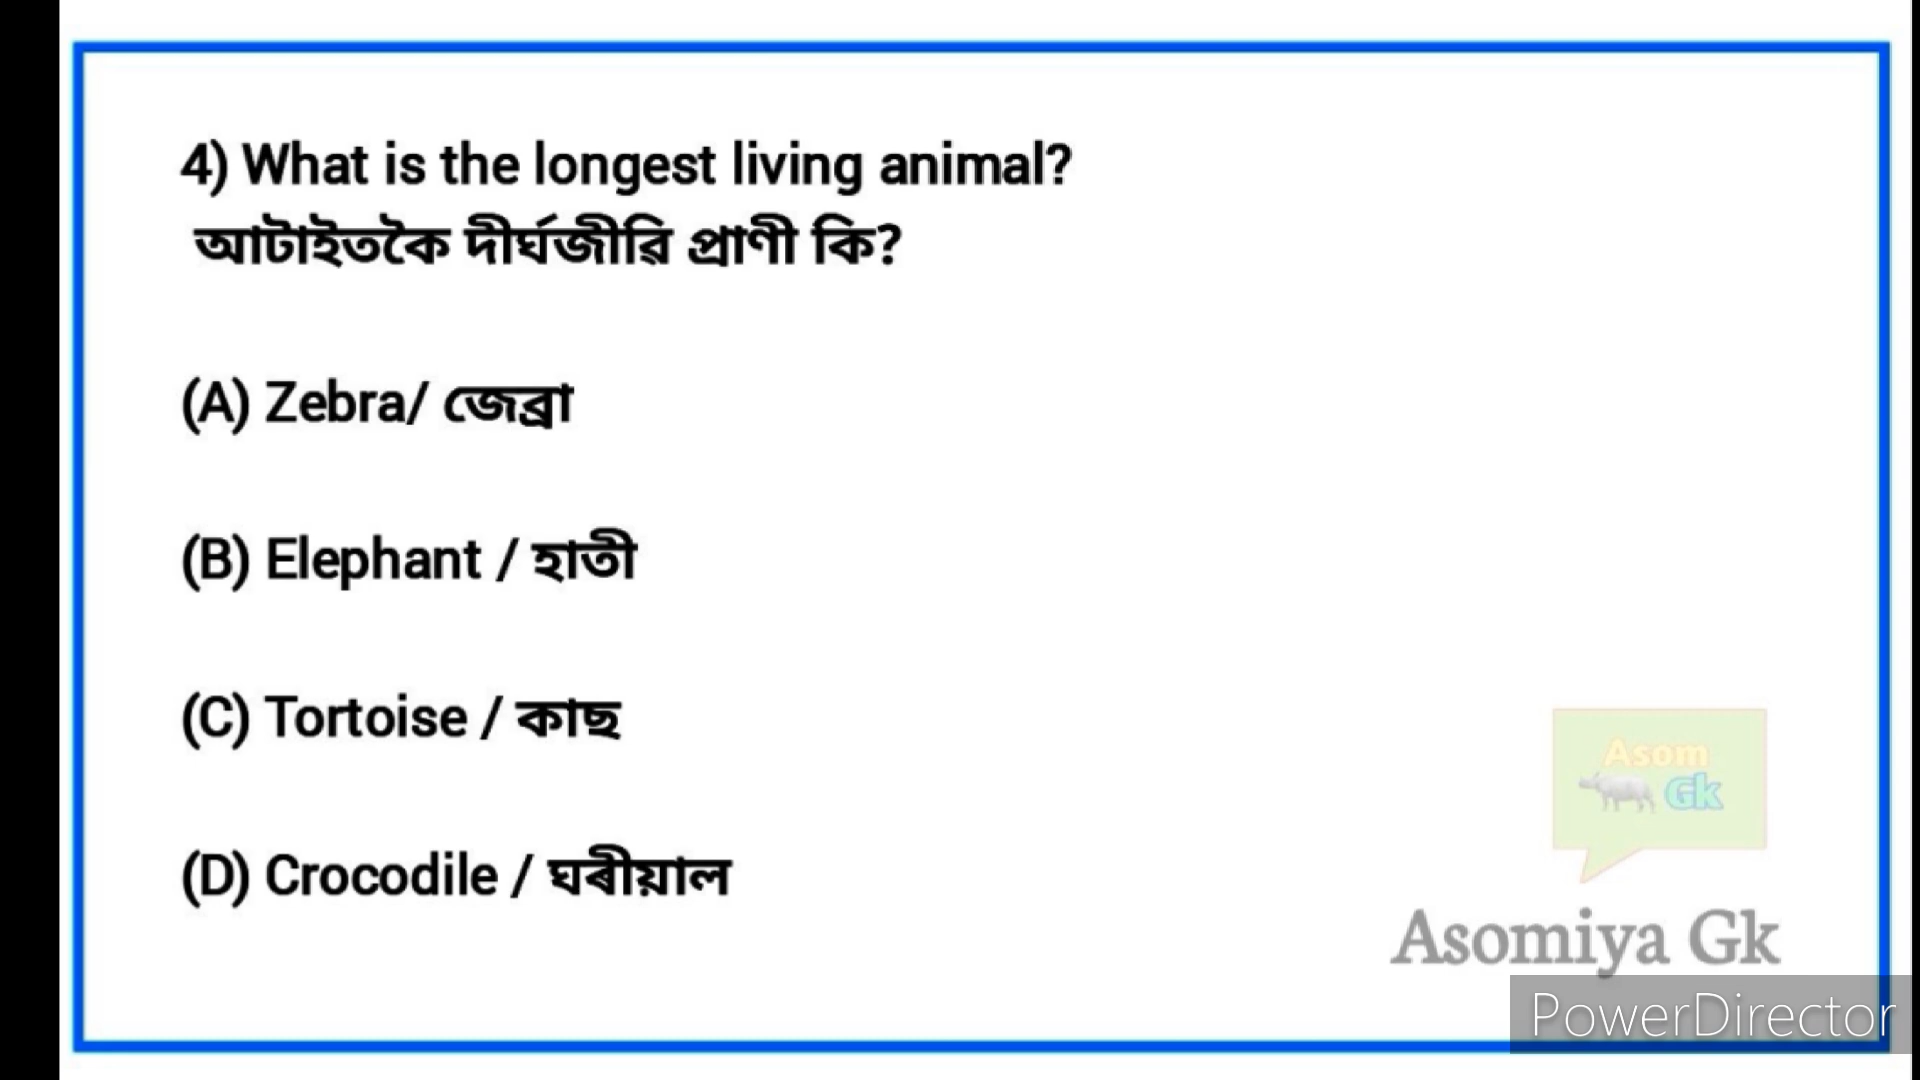 4) What is the longest living animal?
আটাইতকৈ দীৰ্ঘজীৱি প্ৰাণী কি?
(A) Zebra/ জেব্ৰা
(B) Elephant / হাতী
(C) Tortoise / কাছ
(D) Crocodile / ঘৰীয়াল
Asom
Gk
Asomiya Gk
PowerDirector